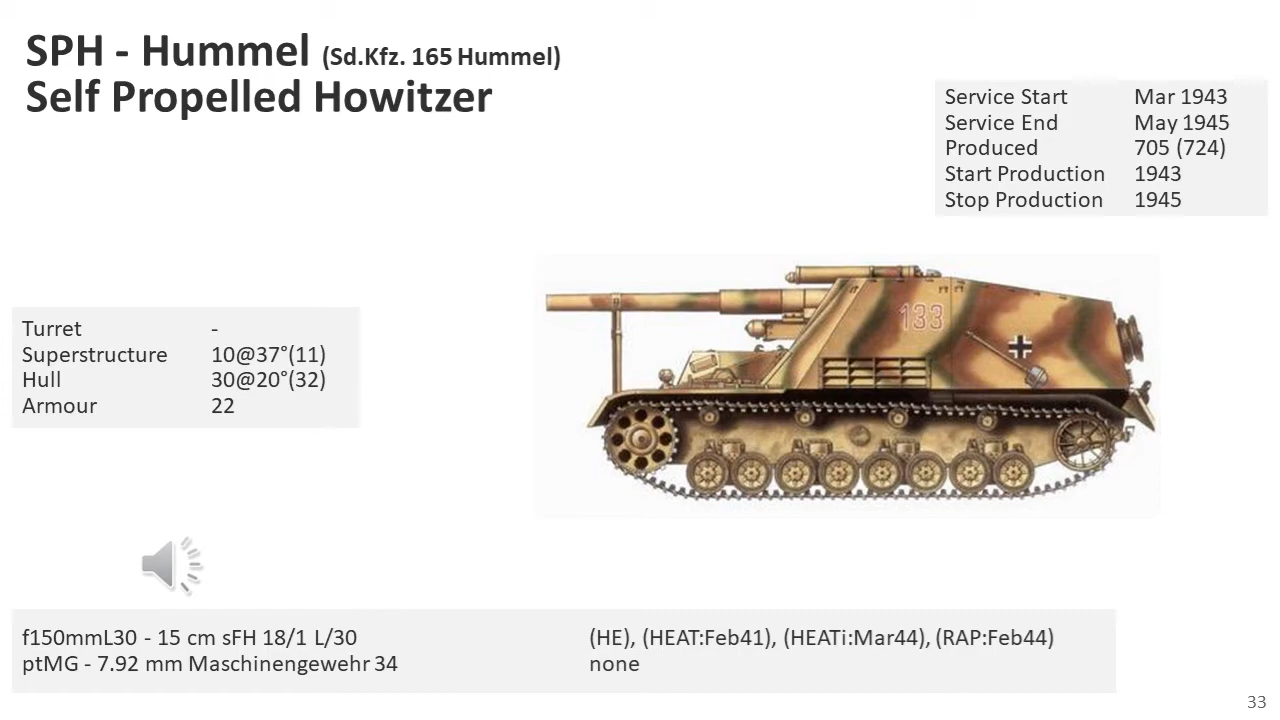 SPH - Hummel (Sd.Kfz. 165 Hummel)
Self Propelled Howitzer
Service Start Mar 1943
Service End May 1945
Produced 705 (724)
Start Production 1943
Stop Production 1945
133
Turret -
Superstructure 10@37°(11)
Hull 30@20°(32)
Armour 22
f150mmL30 - 15 cm sFH 18/1 L/30 (HE), (HEAT:Feb41), (HEATi:Mar44), (RAP:Feb44)
ptMG - 7.92 mm Maschinengewehr 34 none
33